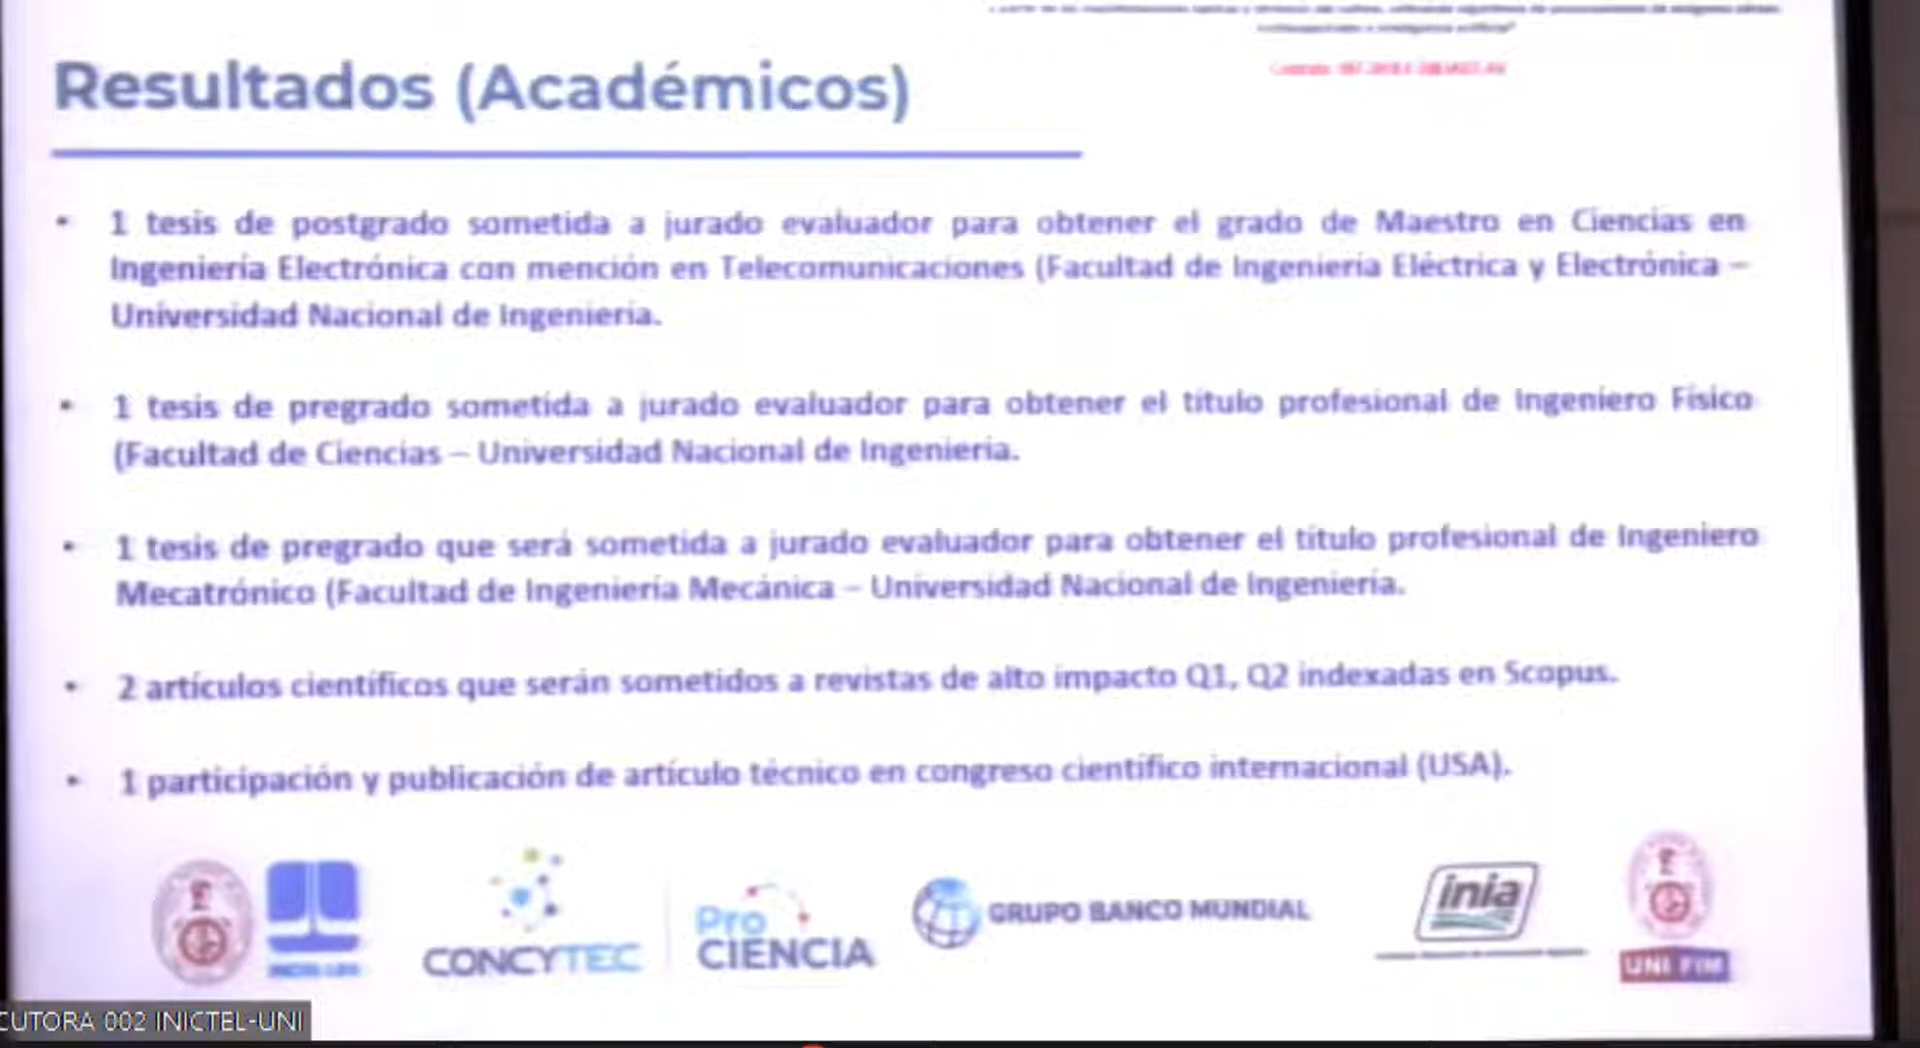 Resultados (Académicos)
• 1 tesis de postgrado sometida a jurado evaluador para obtener el grado de Maestro en Ciencias en
Ingeniería Electrónica con mención en Telecomunicaciones (Facultad de Ingeniería Eléctrica y Electrónica –
Universidad Nacional de Ingeniería.
• 1 tesis de pregrado sometida a jurado evaluador para obtener el título profesional de Ingeniero Físico
(Facultad de Ciencias – Universidad Nacional de Ingeniería.
• 1 tesis de pregrado que será sometida a jurado evaluador para obtener el título profesional de Ingeniero
Mecatrónico (Facultad de Ingeniería Mecánica – Universidad Nacional de Ingeniería.
• 2 artículos científicos que serán sometidos a revistas de alto impacto Q1, Q2 indexadas en Scopus.
• 1 participación y publicación de artículo técnico en congreso científico internacional (USA).
CONCYTEC
Pro
CIENCIA
GRUPO BANCO MUNDIAL
inia
UNI FIM
CUTORA 002 INICTEL-UNI